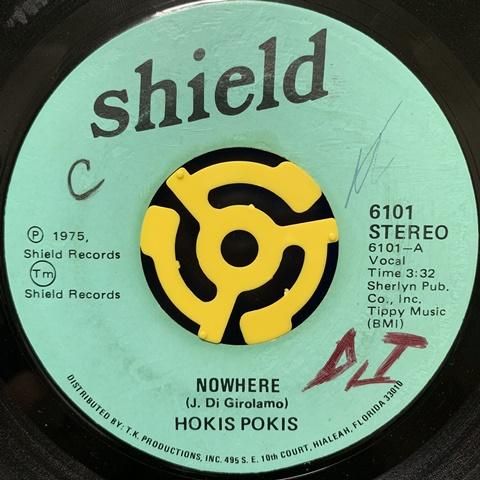 shield
C
℗ 1975,
Shield Records
Tm
Shield Records
6101
STEREO
6101-A
Vocal
Time 3:32
Sherlyn Pub.
Co., Inc.
Tippy Music
(BMI)
NOWHERE
(J. Di Girolamo)
HOKIS POKIS
DISTRIBUTED BY: T.K. PRODUCTIONS, INC. 495 S. E. 10th COURT, HIALEAH, FLORIDA 33010